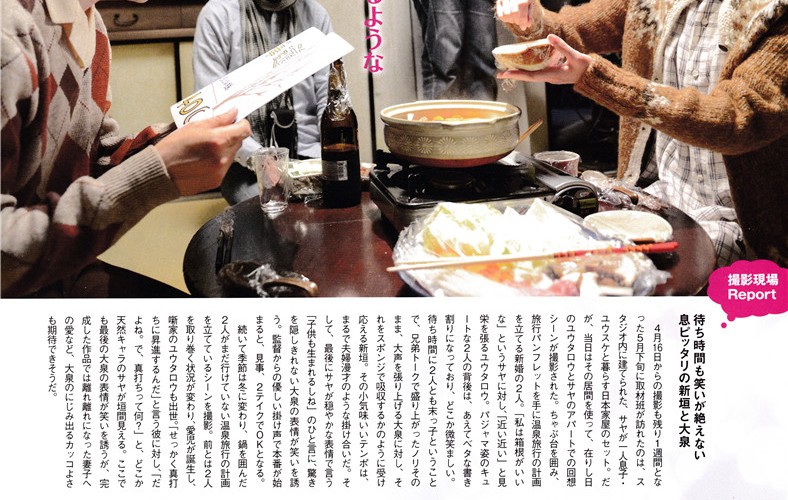 るような
撮影現場
Report
待ち時間も笑いが絶えない
息ピッタリの新垣と大泉
４月６日からの撮影も残り１週間とな
った５月下旬に取材班が訪れたのは、ス
タジオ内に建てられた、サヤが一人息子・
ユウスケと暮らす日本家屋のセット。だ
が、当日はその居間を使って、在りし日
のユウタロウとサヤのアパートでの回想
シーンが撮影された。ちゃぶ台を囲み、
旅行パンフレットを手に温泉旅行の計画
を立てる新婚の２人。「私は箱根がいい
な」というサヤに対し、「近い近い」と見
栄を張るユウタロウ。パジャマ姿のキュ
ートな２人の背後は、あえてベタな書き
割りになっており、どこか微笑ましい。
待ち時間に２人とも末っ子ということ
で、兄弟トークで盛り上がったノリその
まま、大声を張り上げる大泉に対し、そ
れをスポンジで吸収するかのように受け
応える新垣。その小気味いいテンポは、
まるで夫婦漫才のような掛け合いだ。そ
して、最後にサヤが穏やかな表情で言う
「子供も生まれるしね」のひと言に、驚き
を隠しきれない大泉の表情が笑いを誘
う。監督からの優しい掛け声で本番が始
まると、見事、２テイクでOKとなる。
続いて季節は冬に変わり、鍋を囲んだ
２人がまだ行けていない温泉旅行の計画
を立てているシーンを撮影。前とは２人
を取り巻く状況が変わり、愛児が誕生し、
噺家のユウタロウも出世。「せっかく真打
ちに昇進するんだ」と言う彼に対し、「だ
よね。で、真打ちって何？」と、どこか
天然キャラのサヤが垣間見える。ここで
も最後の大泉の表情が笑いを誘うが、完
成した作品では離れ離れになった妻子へ
の愛など、大泉のにじみ出るカッコよさ
も期待できそうだ。